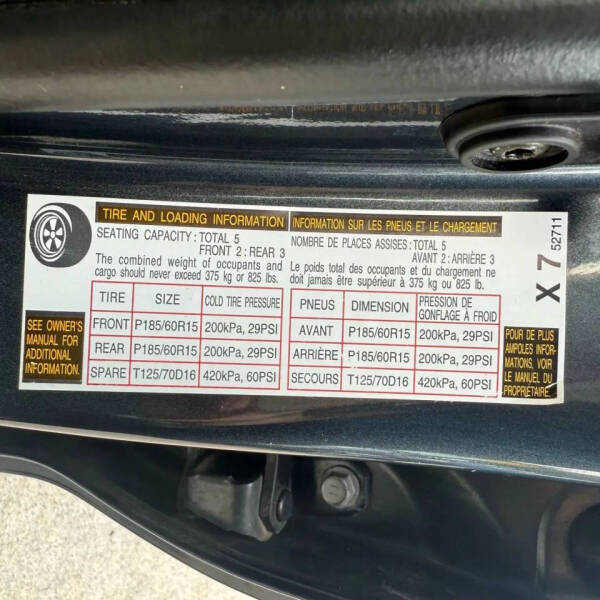 TIRE AND LOADING INFORMATION
SEATING CAPACITY : TOTAL 5
FRONT 2 : REAR 3
The combined weight of occupants and
cargo should never exceed 375 kg or 825 lbs.
TIRE SIZE COLD TIRE PRESSURE
FRONT P185/60R15 200kPa, 29PSI
REAR P185/60R15 200kPa, 29PSI
SPARE T125/70D16 420kPa, 60PSI
SEE OWNER'S
MANUAL FOR
ADDITIONAL
INFORMATION.
INFORMATION SUR LES PNEUS ET LE CHARGEMENT
NOMBRE DE PLACES ASSISES : TOTAL 5
AVANT 2 : ARRIÈRE 3
Le poids total des occupants et du chargement ne
doit jamais être supérieur à 375 kg ou 825 lb.
PNEUS DIMENSION PRESSION DE
GONFLAGE À FROID
AVANT P185/60R15 200kPa, 29PSI
ARRIÈRE P185/60R15 200kPa, 29PSI
SECOURS T125/70D16 420kPa, 60PSI
POUR DE PLUS
AMPOLES INFOR-
MATIONS, VOIR
LE MANUEL DU
PROPRIÉTAIRE.
X 7
52711